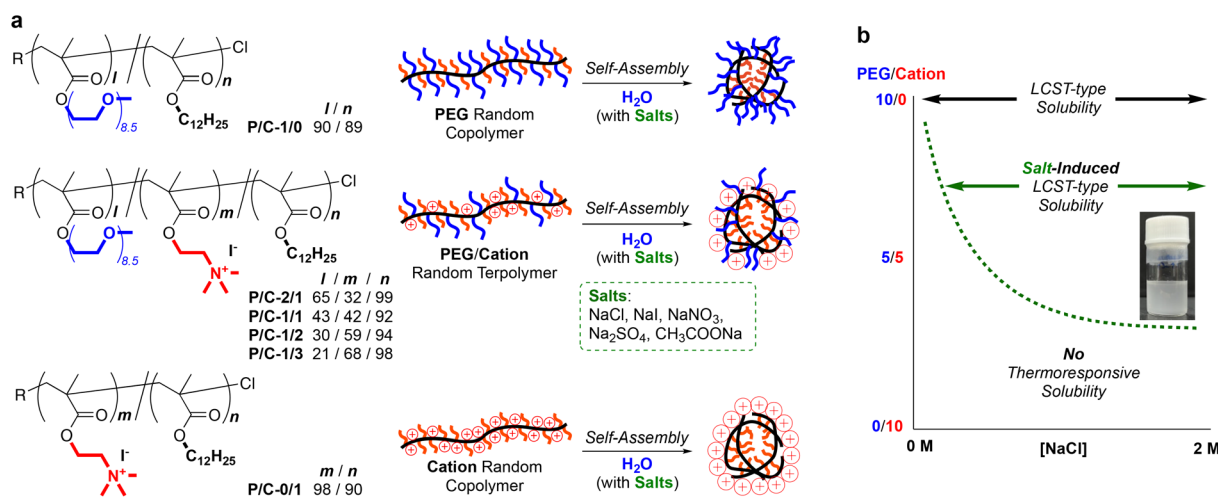 a
R
l
n
Cl
O
O
O
O
O
8.5
C12H25
l / n
P/C-1/0 90 / 89
PEG Random
Copolymer
Self-Assembly
H2O
(with Salts)
R
l
m
n
Cl
O
O
O
O
O
O
O
8.5
I-
N+
C12H25
l / m / n
P/C-2/1 65 / 32 / 99
P/C-1/1 43 / 42 / 92
P/C-1/2 30 / 59 / 94
P/C-1/3 21 / 68 / 98
PEG/Cation
Random Terpolymer
Self-Assembly
H2O
(with Salts)
Salts:
NaCl, NaI, NaNO3,
Na2SO4, CH3COONa
R
m
n
Cl
O
O
O
O
I-
N+
C12H25
m / n
P/C-0/1 98 / 90
Cation Random
Copolymer
Self-Assembly
H2O
(with Salts)
b
PEG/Cation
10/0
5/5
0/10
LCST-type
Solubility
Salt-Induced
LCST-type
Solubility
No
Thermoresponsive
Solubility
0 M
[NaCl]
2 M